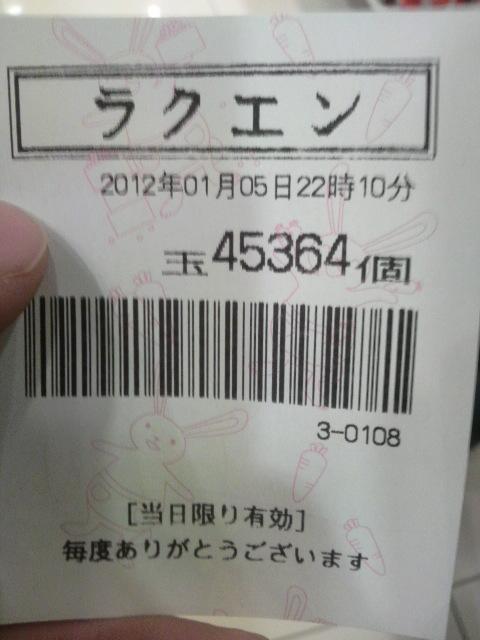 ラクエン
2012年01月05日22時10分
玉45364個
3-0108
[当日限り有効]
毎度ありがとうございます